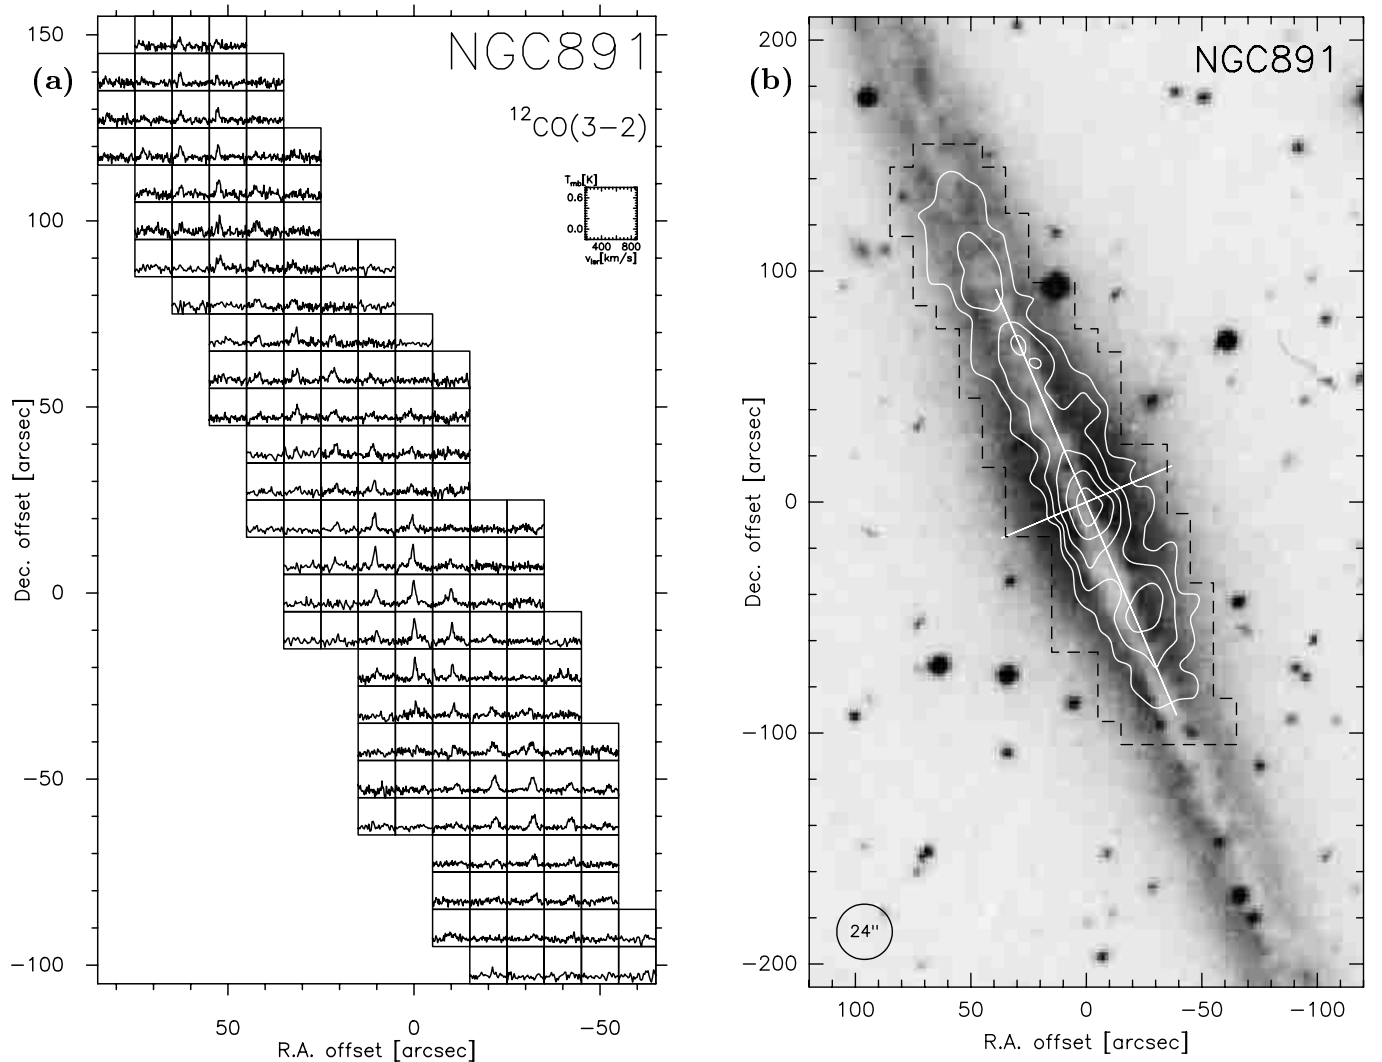 (a)
NGC891
¹²CO(3−2)
T_mb[K]
0.6
0.0
400 800
v_lsr[km/s]
150
100
50
0
−50
−100
Dec. offset [arcsec]
50 0 −50
R.A. offset [arcsec]
(b)
NGC891
200
100
0
−100
−200
Dec. offset [arcsec]
24"
100 50 0 −50 −100
R.A. offset [arcsec]